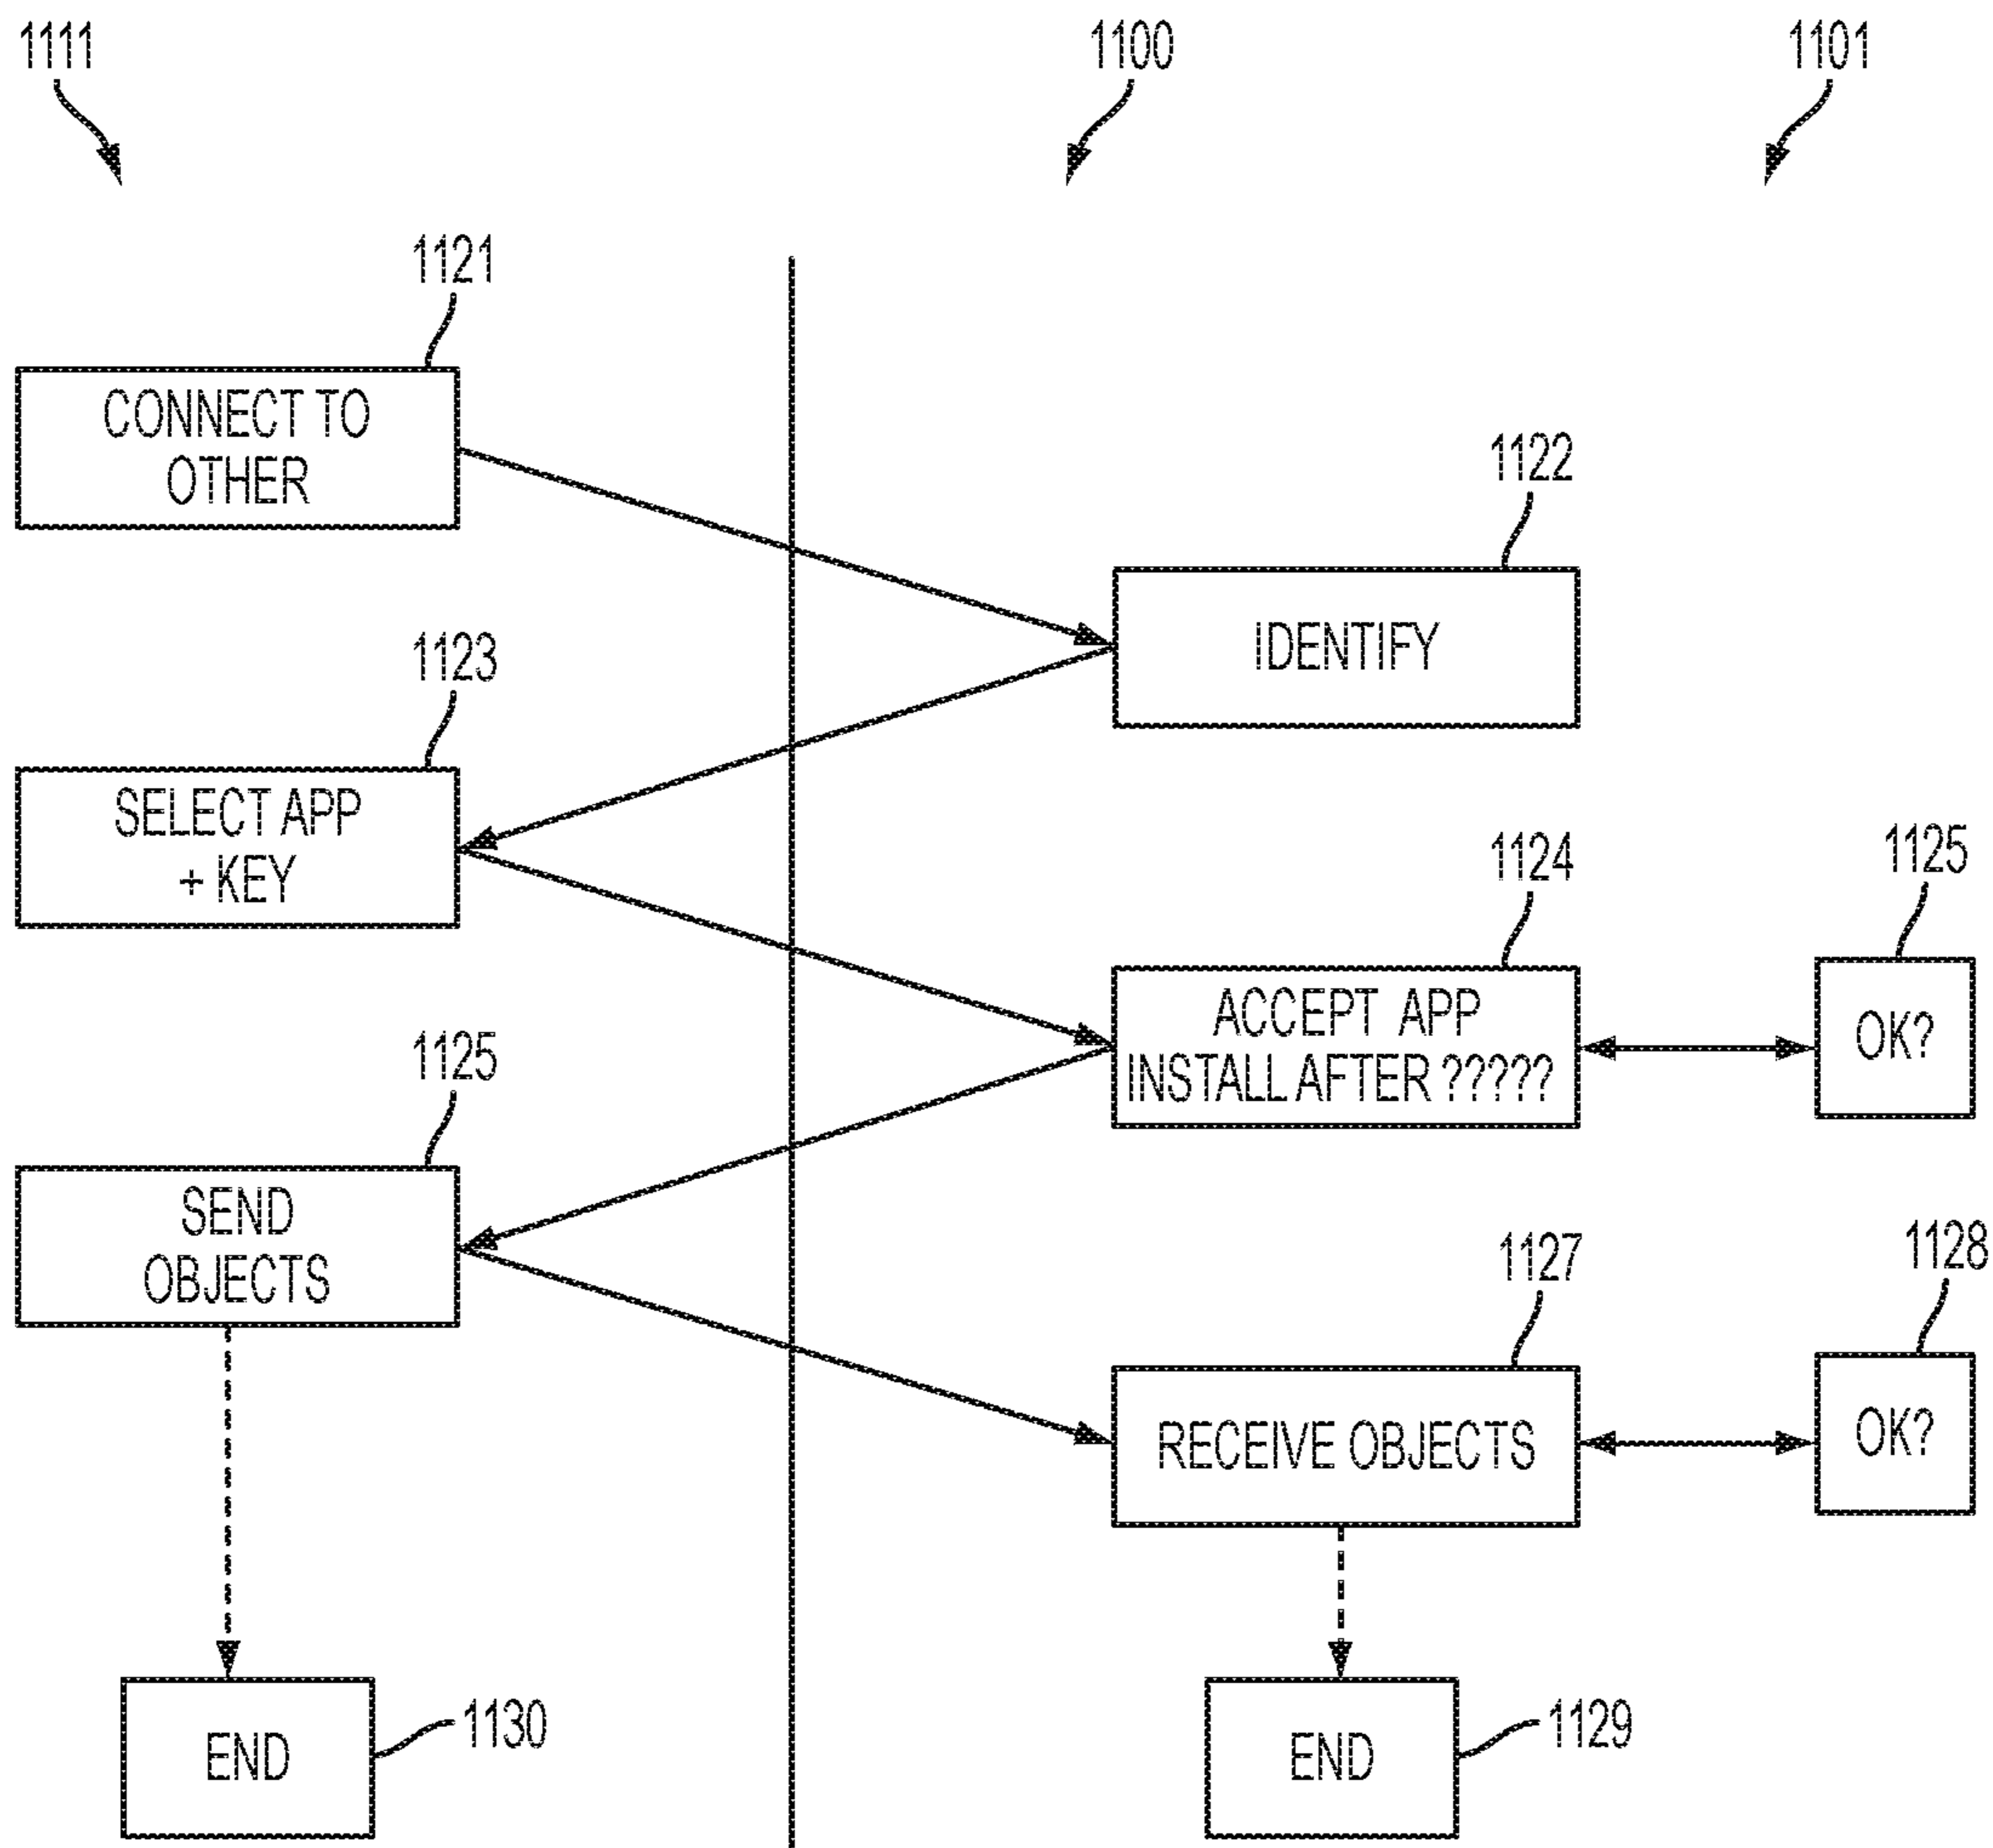 1111
1100
1101
1121
CONNECT TO
OTHER
1122
IDENTIFY
1123
SELECT APP
+ KEY
1124
1125
ACCEPT APP
INSTALL AFTER ?????
OK?
1125
SEND
OBJECTS
1127
1128
RECEIVE OBJECTS
OK?
END
1130
END
1129